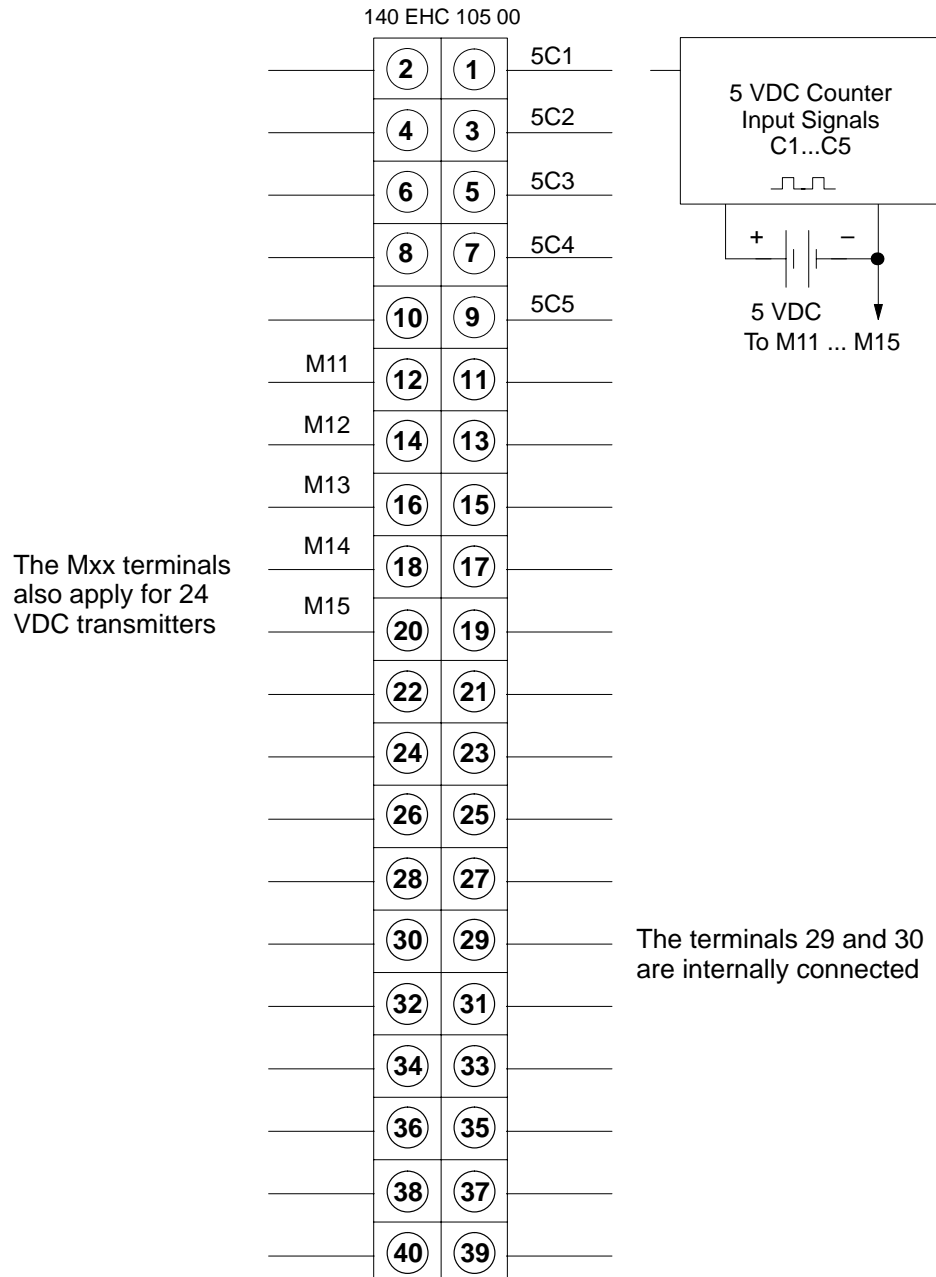 140 EHC 105 00
2 1 5C1
4 3 5C2
6 5 5C3
8 7 5C4
10 9 5C5
M11 12 11
M12 14 13
M13 16 15
M14 18 17
M15 20 19
22 21
24 23
26 25
28 27
30 29
32 31
34 33
36 35
38 37
40 39
5 VDC Counter
Input Signals
C1...C5
+ –
5 VDC
To M11 ... M15
The Mxx terminals
also apply for 24
VDC transmitters
The terminals 29 and 30
are internally connected